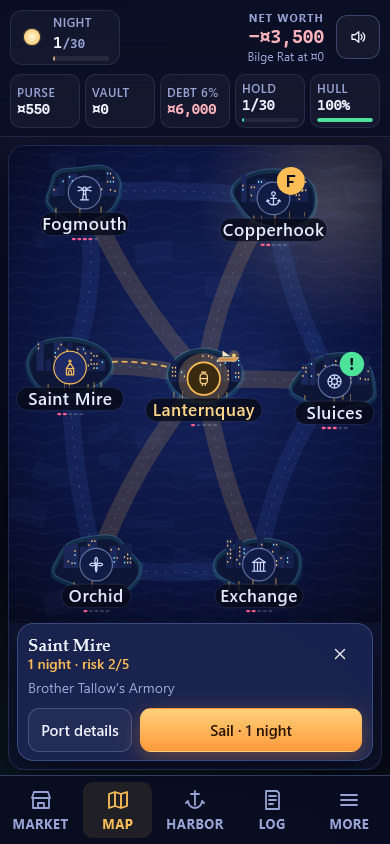 NIGHT
1/30
NET WORTH
−¤3,500
Bilge Rat at ¤0
PURSE
¤550
VAULT
¤0
DEBT 6%
¤6,000
HOLD
1/30
HULL
100%
Fogmouth
F
Copperhook
Saint Mire
Lanternquay
!
Sluices
Orchid
Exchange
Saint Mire
1 night · risk 2/5
Brother Tallow's Armory
Port details
Sail · 1 night
MARKET
MAP
HARBOR
LOG
MORE